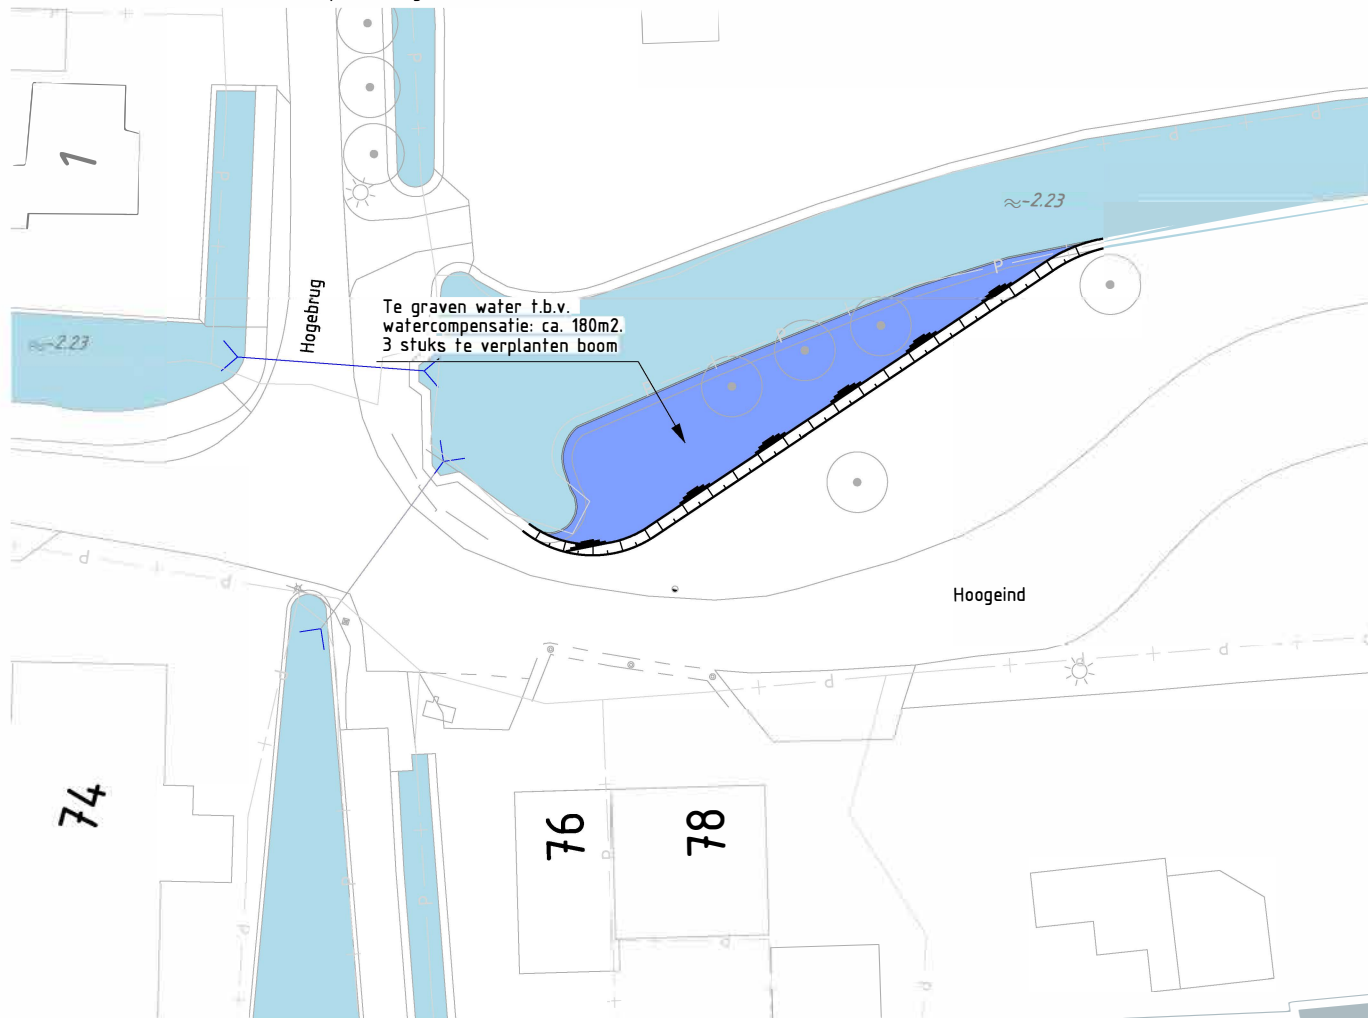 1
≈-2.23
Hogebrug
Te graven water t.b.v.
watercompensatie: ca. 180m2.
3 stuks te verplanten boom
≈-2.23
P
Hoogeind
74
76
78